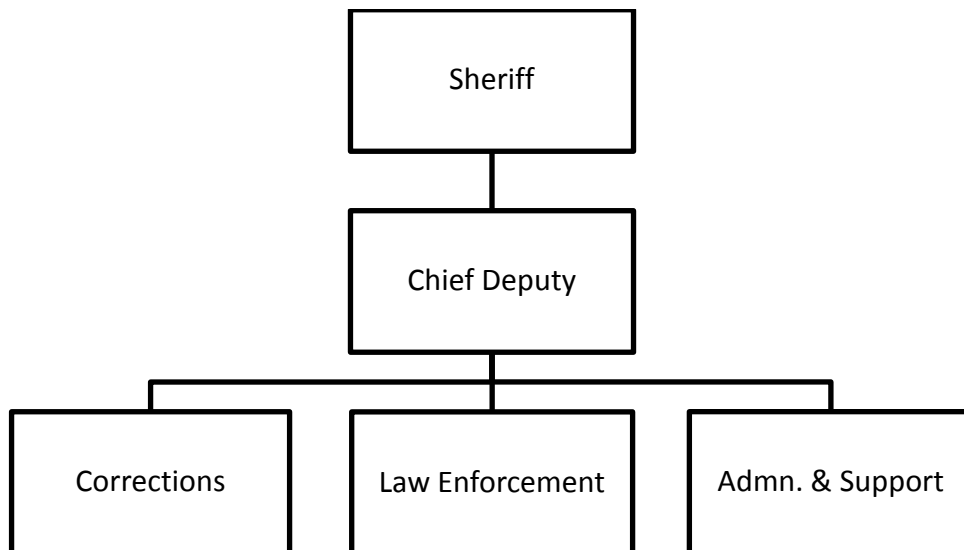 Sheriff
Chief Deputy
Corrections
Law Enforcement
Admn. & Support